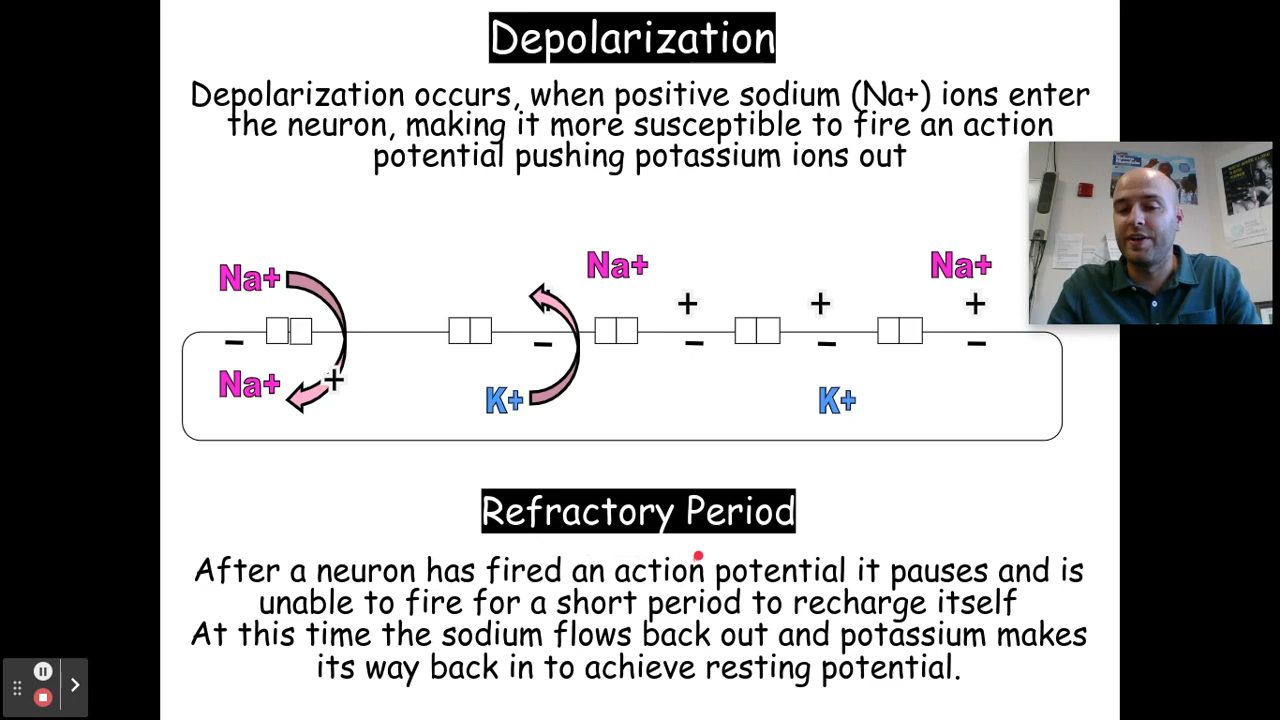 Depolarization
Depolarization occurs, when positive sodium (Na+) ions enter
the neuron, making it more susceptible to fire an action
potential pushing potassium ions out
Na+
Na+
Na+
+
+
+
-
-
-
-
-
Na+
+
K+
K+
Refractory Period
After a neuron has fired an action potential it pauses and is
unable to fire for a short period to recharge itself
At this time the sodium flows back out and potassium makes
its way back in to achieve resting potential.